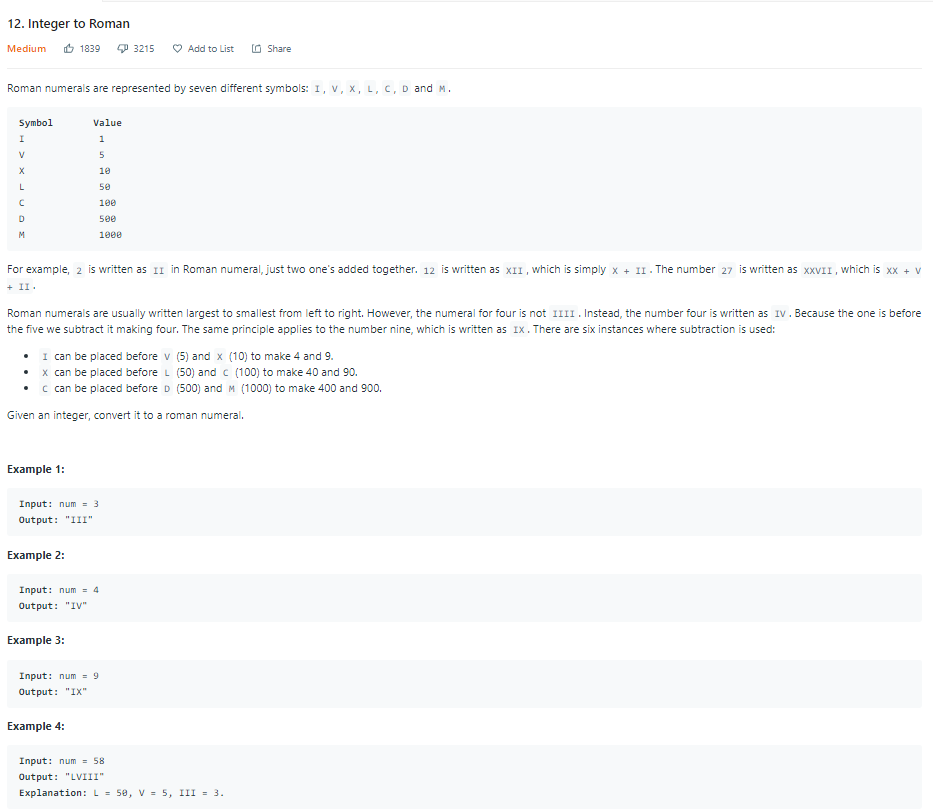 12. Integer to Roman
Medium 1839 3215 Add to List Share
Roman numerals are represented by seven different symbols: I, V, X, L, C, D and M.
Symbol Value
I 1
V 5
X 10
L 50
C 100
D 500
M 1000
For example, 2 is written as II in Roman numeral, just two one's added together. 12 is written as XII, which is simply X + II. The number 27 is written as XXVII, which is XX + V
+ II.
Roman numerals are usually written largest to smallest from left to right. However, the numeral for four is not IIII. Instead, the number four is written as IV. Because the one is before
the five we subtract it making four. The same principle applies to the number nine, which is written as IX. There are six instances where subtraction is used:
• I can be placed before V (5) and X (10) to make 4 and 9.
• X can be placed before L (50) and C (100) to make 40 and 90.
• C can be placed before D (500) and M (1000) to make 400 and 900.
Given an integer, convert it to a roman numeral.
Example 1:
Input: num = 3
Output: "III"
Example 2:
Input: num = 4
Output: "IV"
Example 3:
Input: num = 9
Output: "IX"
Example 4:
Input: num = 58
Output: "LVIII"
Explanation: L = 50, V = 5, III = 3.